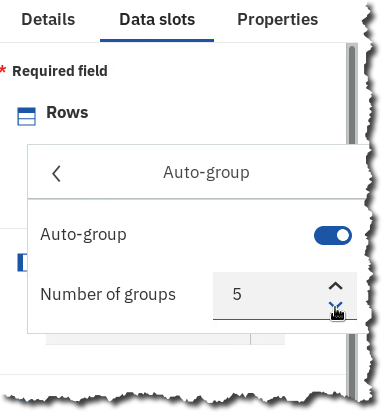 Details Data slots Properties
* Required field
Rows
Auto-group
Auto-group
Number of groups 5